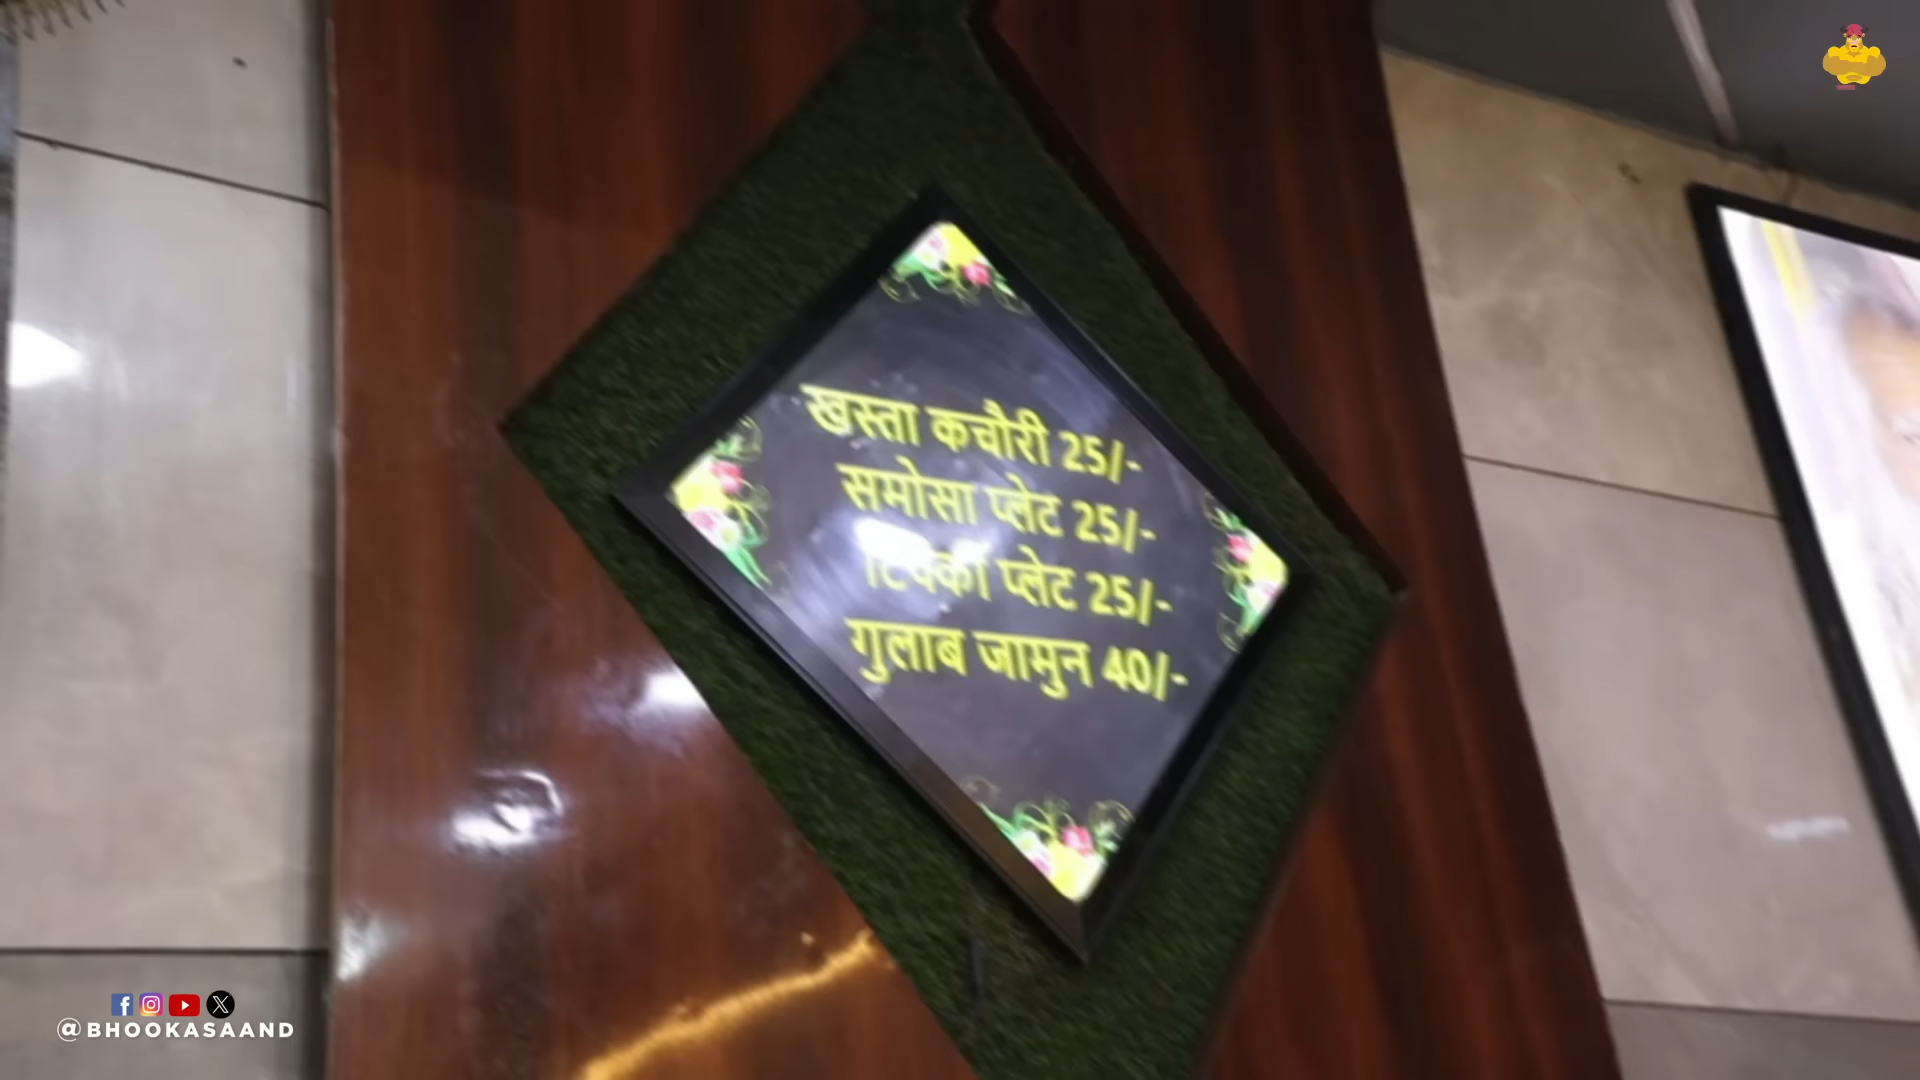 खस्ता कचौरी 25/-
समोसा प्लेट 25/-
टिक्की प्लेट 25/-
गुलाब जामुन 40/-
@BHOOKASAAND